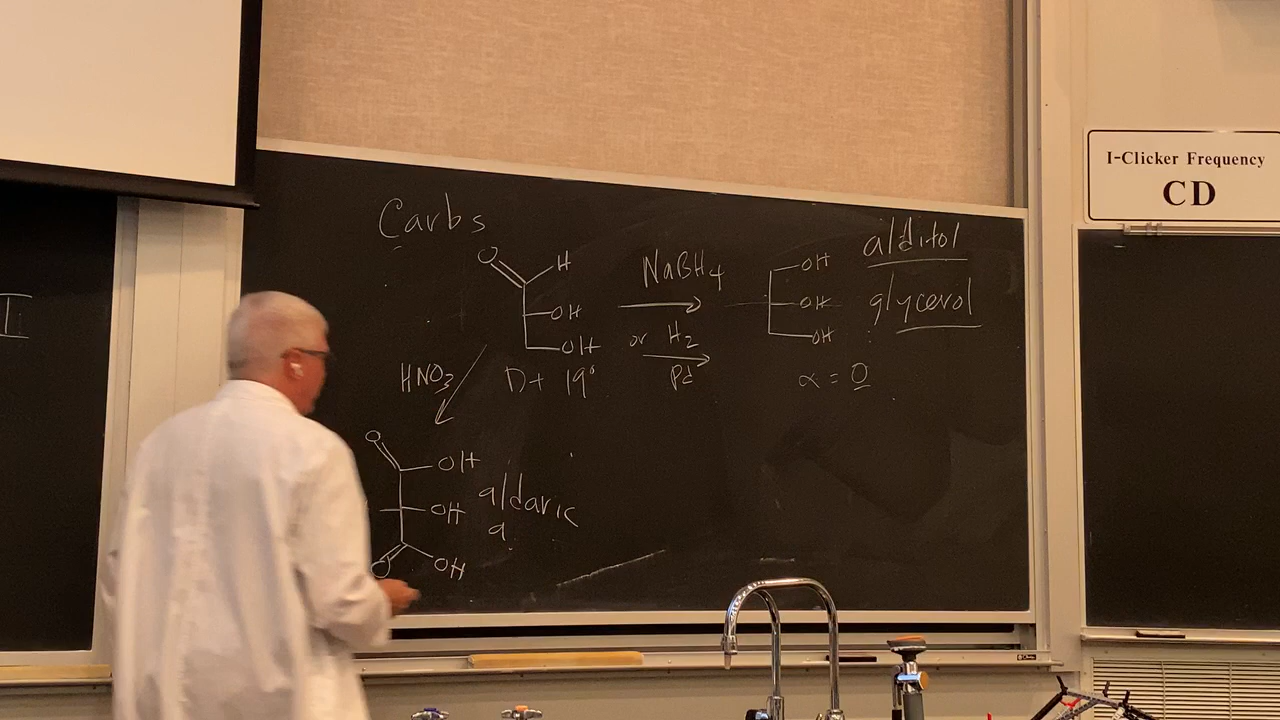 Carbs
O
H
OH
OH
D+ 19°
NaBH4
or H2
Pd
OH
OH
OH
alditol
glycerol
α = 0
HNO3
O
OH
OH
O
OH
aldaric
a.
I
I-Clicker Frequency
CD